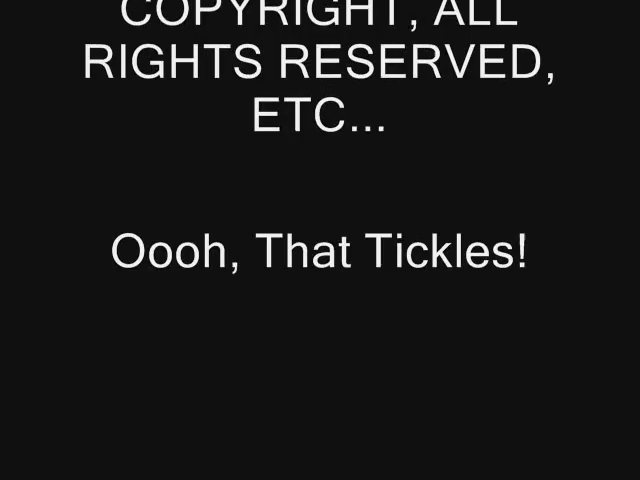 COPYRIGHT, ALL
RIGHTS RESERVED,
ETC...
Oooh, That Tickles!